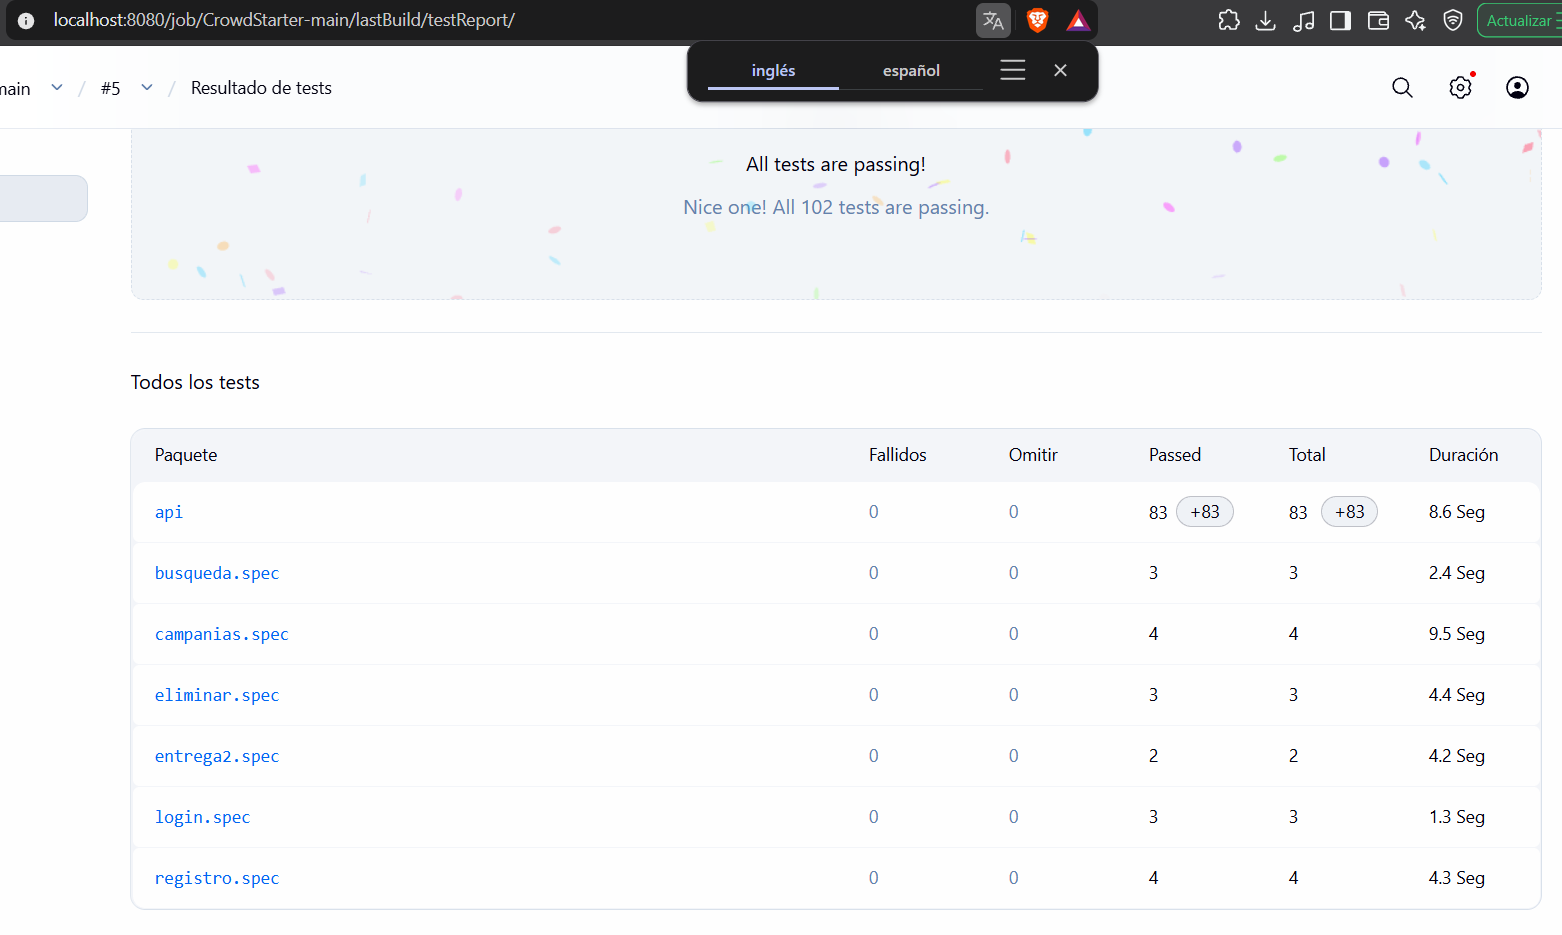 localhost:8080/job/CrowdStarter-main/lastBuild/testReport/
Actualizar
inglés español
main / #5 / Resultado de tests
All tests are passing!
Nice one! All 102 tests are passing.
Todos los tests
Paquete Fallidos Omitir Passed Total Duración
api 0 0 83 +83 83 +83 8.6 Seg
busqueda.spec 0 0 3 3 2.4 Seg
campanias.spec 0 0 4 4 9.5 Seg
eliminar.spec 0 0 3 3 4.4 Seg
entrega2.spec 0 0 2 2 4.2 Seg
login.spec 0 0 3 3 1.3 Seg
registro.spec 0 0 4 4 4.3 Seg